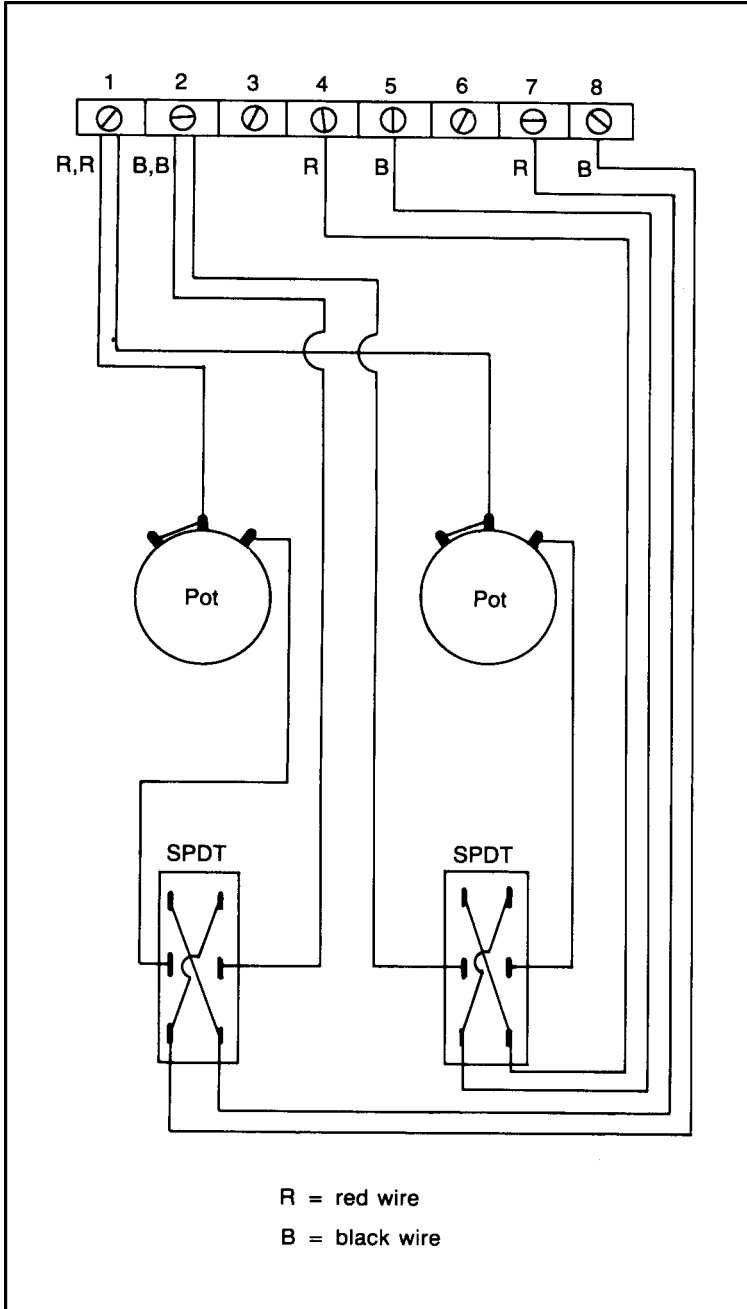 1 2 3 4 5 6 7 8
R,R B,B R B R B
Pot Pot
SPDT SPDT
R = red wire
B = black wire